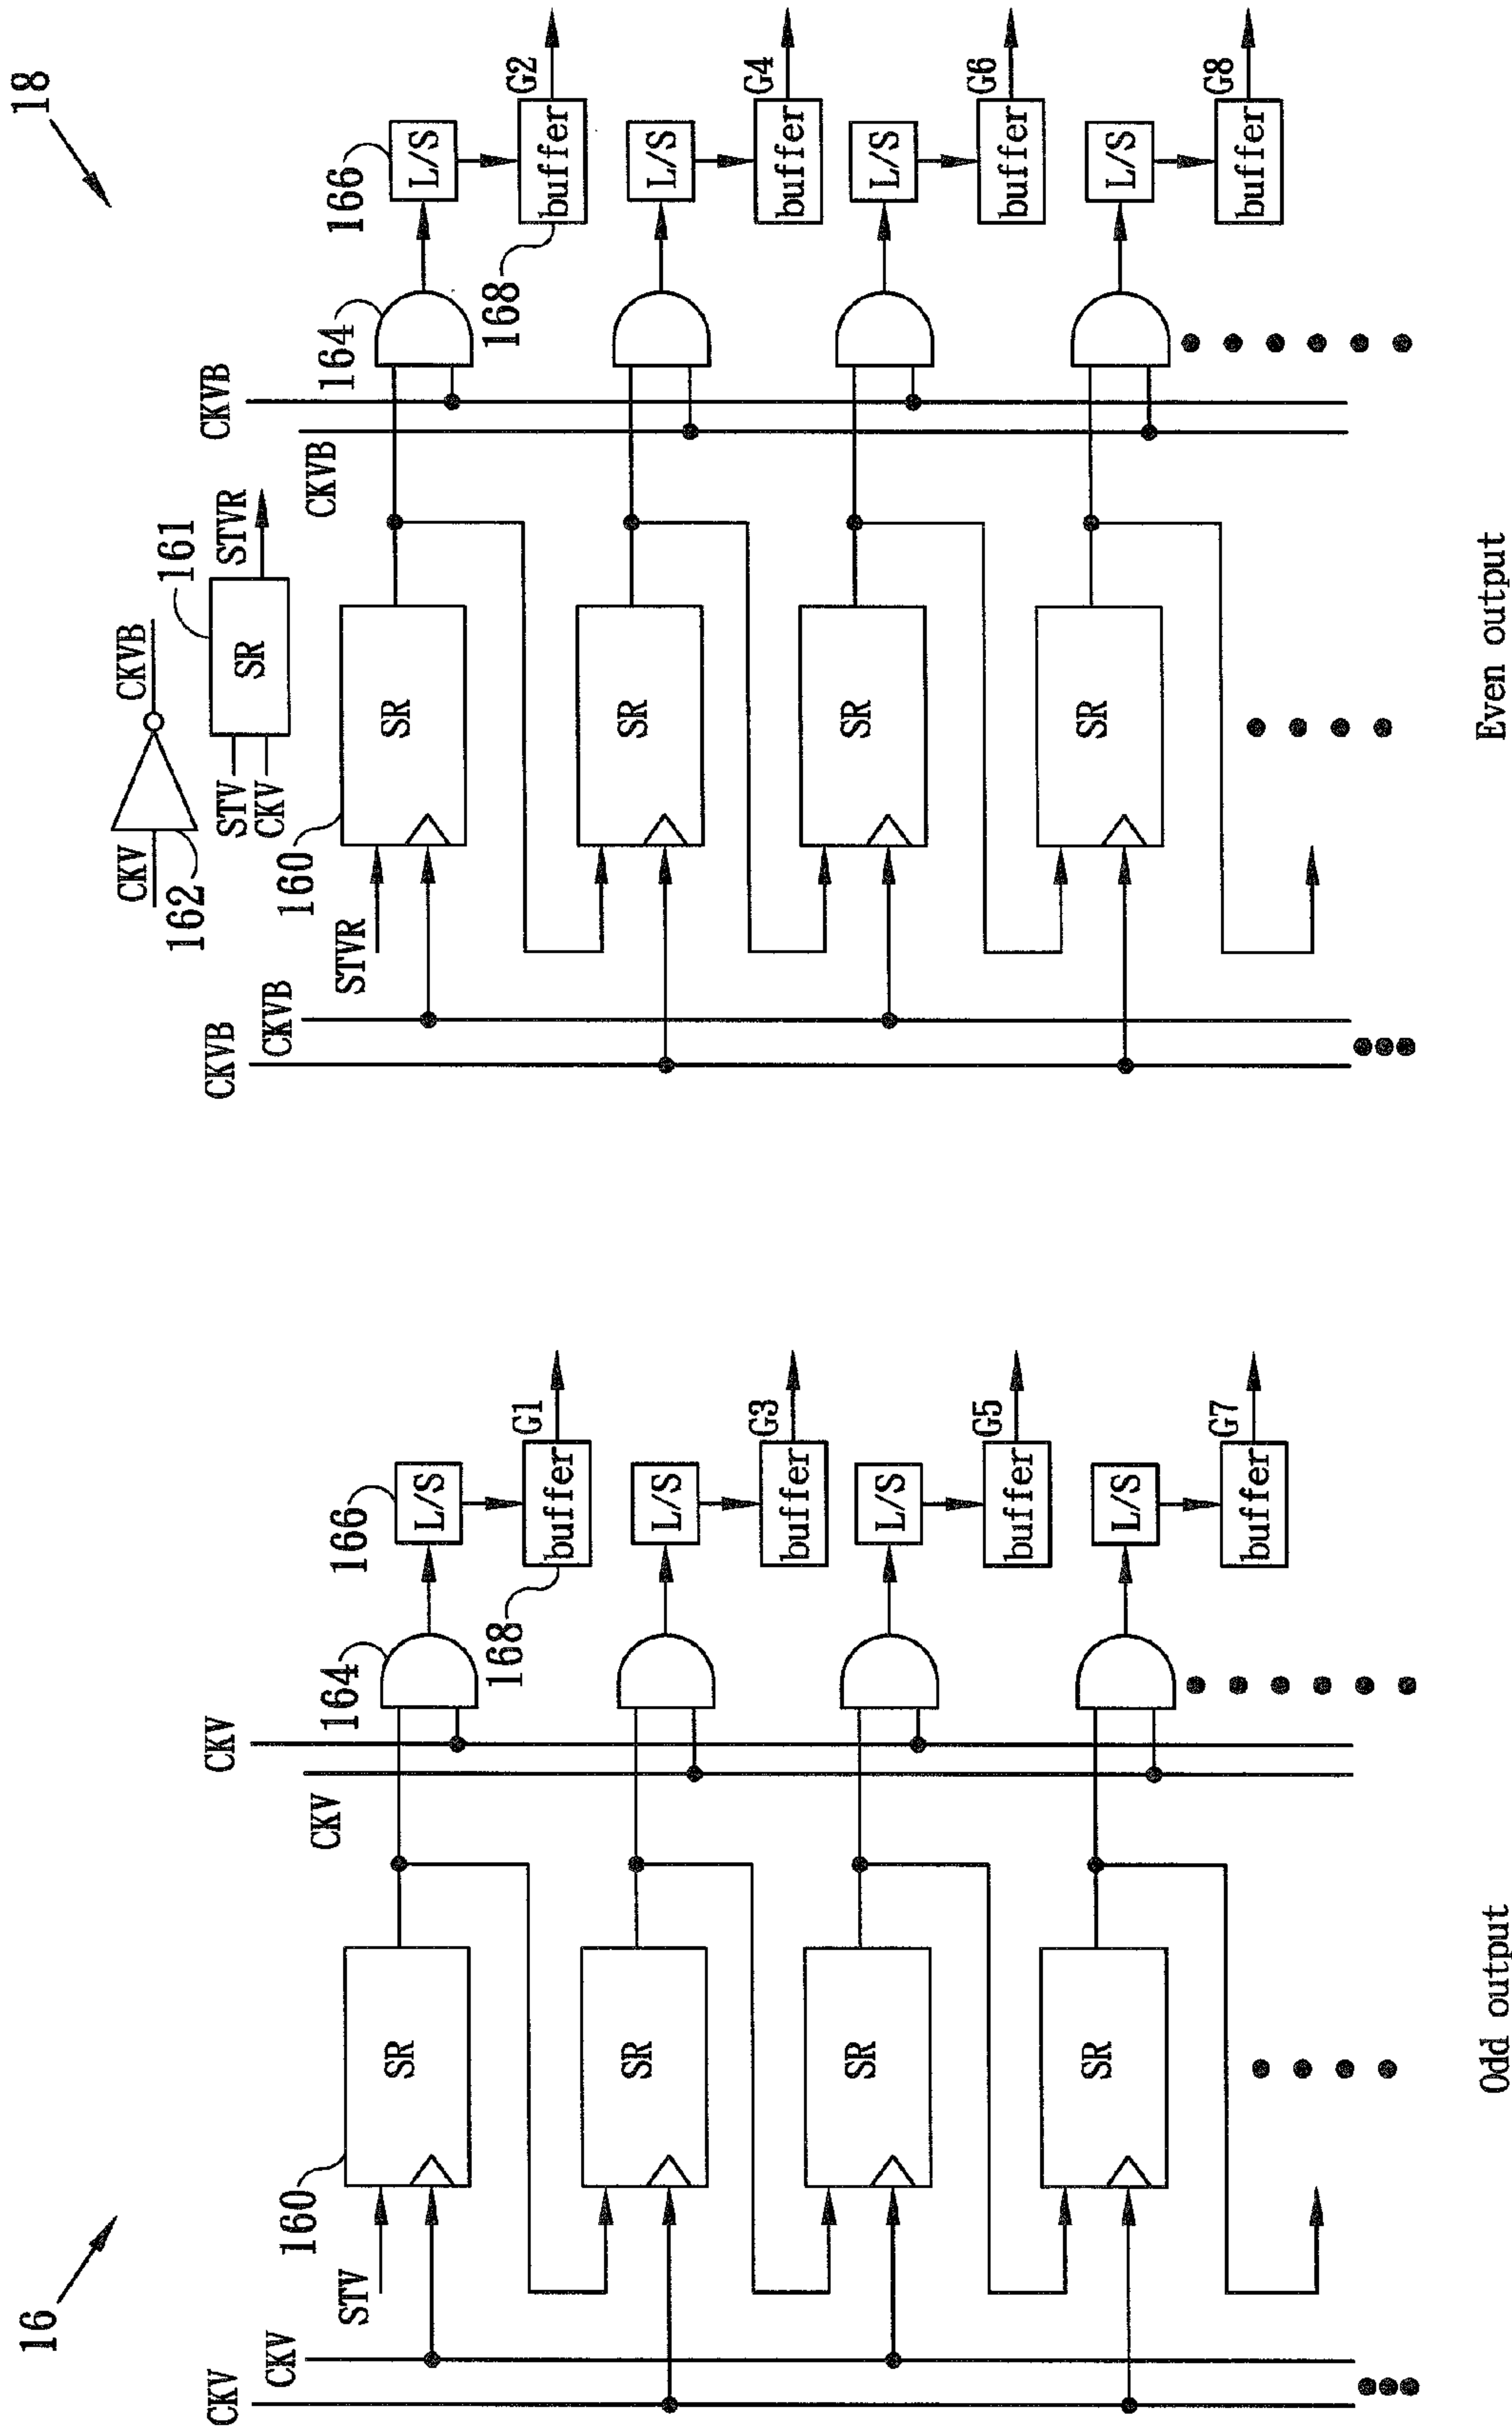 16
CKV
CKV
STV
160
SR
CKV
CKV
164
166
L/S
168
buffer
G1
SR
L/S
buffer
G3
SR
L/S
buffer
G5
SR
L/S
buffer
G7
Odd output
18
CKV
162
CKVB
STV
CKV
SR
161
STVR
CKVB
CKVB
STVR
160
SR
CKVB
CKVB
164
166
L/S
168
buffer
G2
SR
L/S
buffer
G4
SR
L/S
buffer
G6
SR
L/S
buffer
G8
Even output